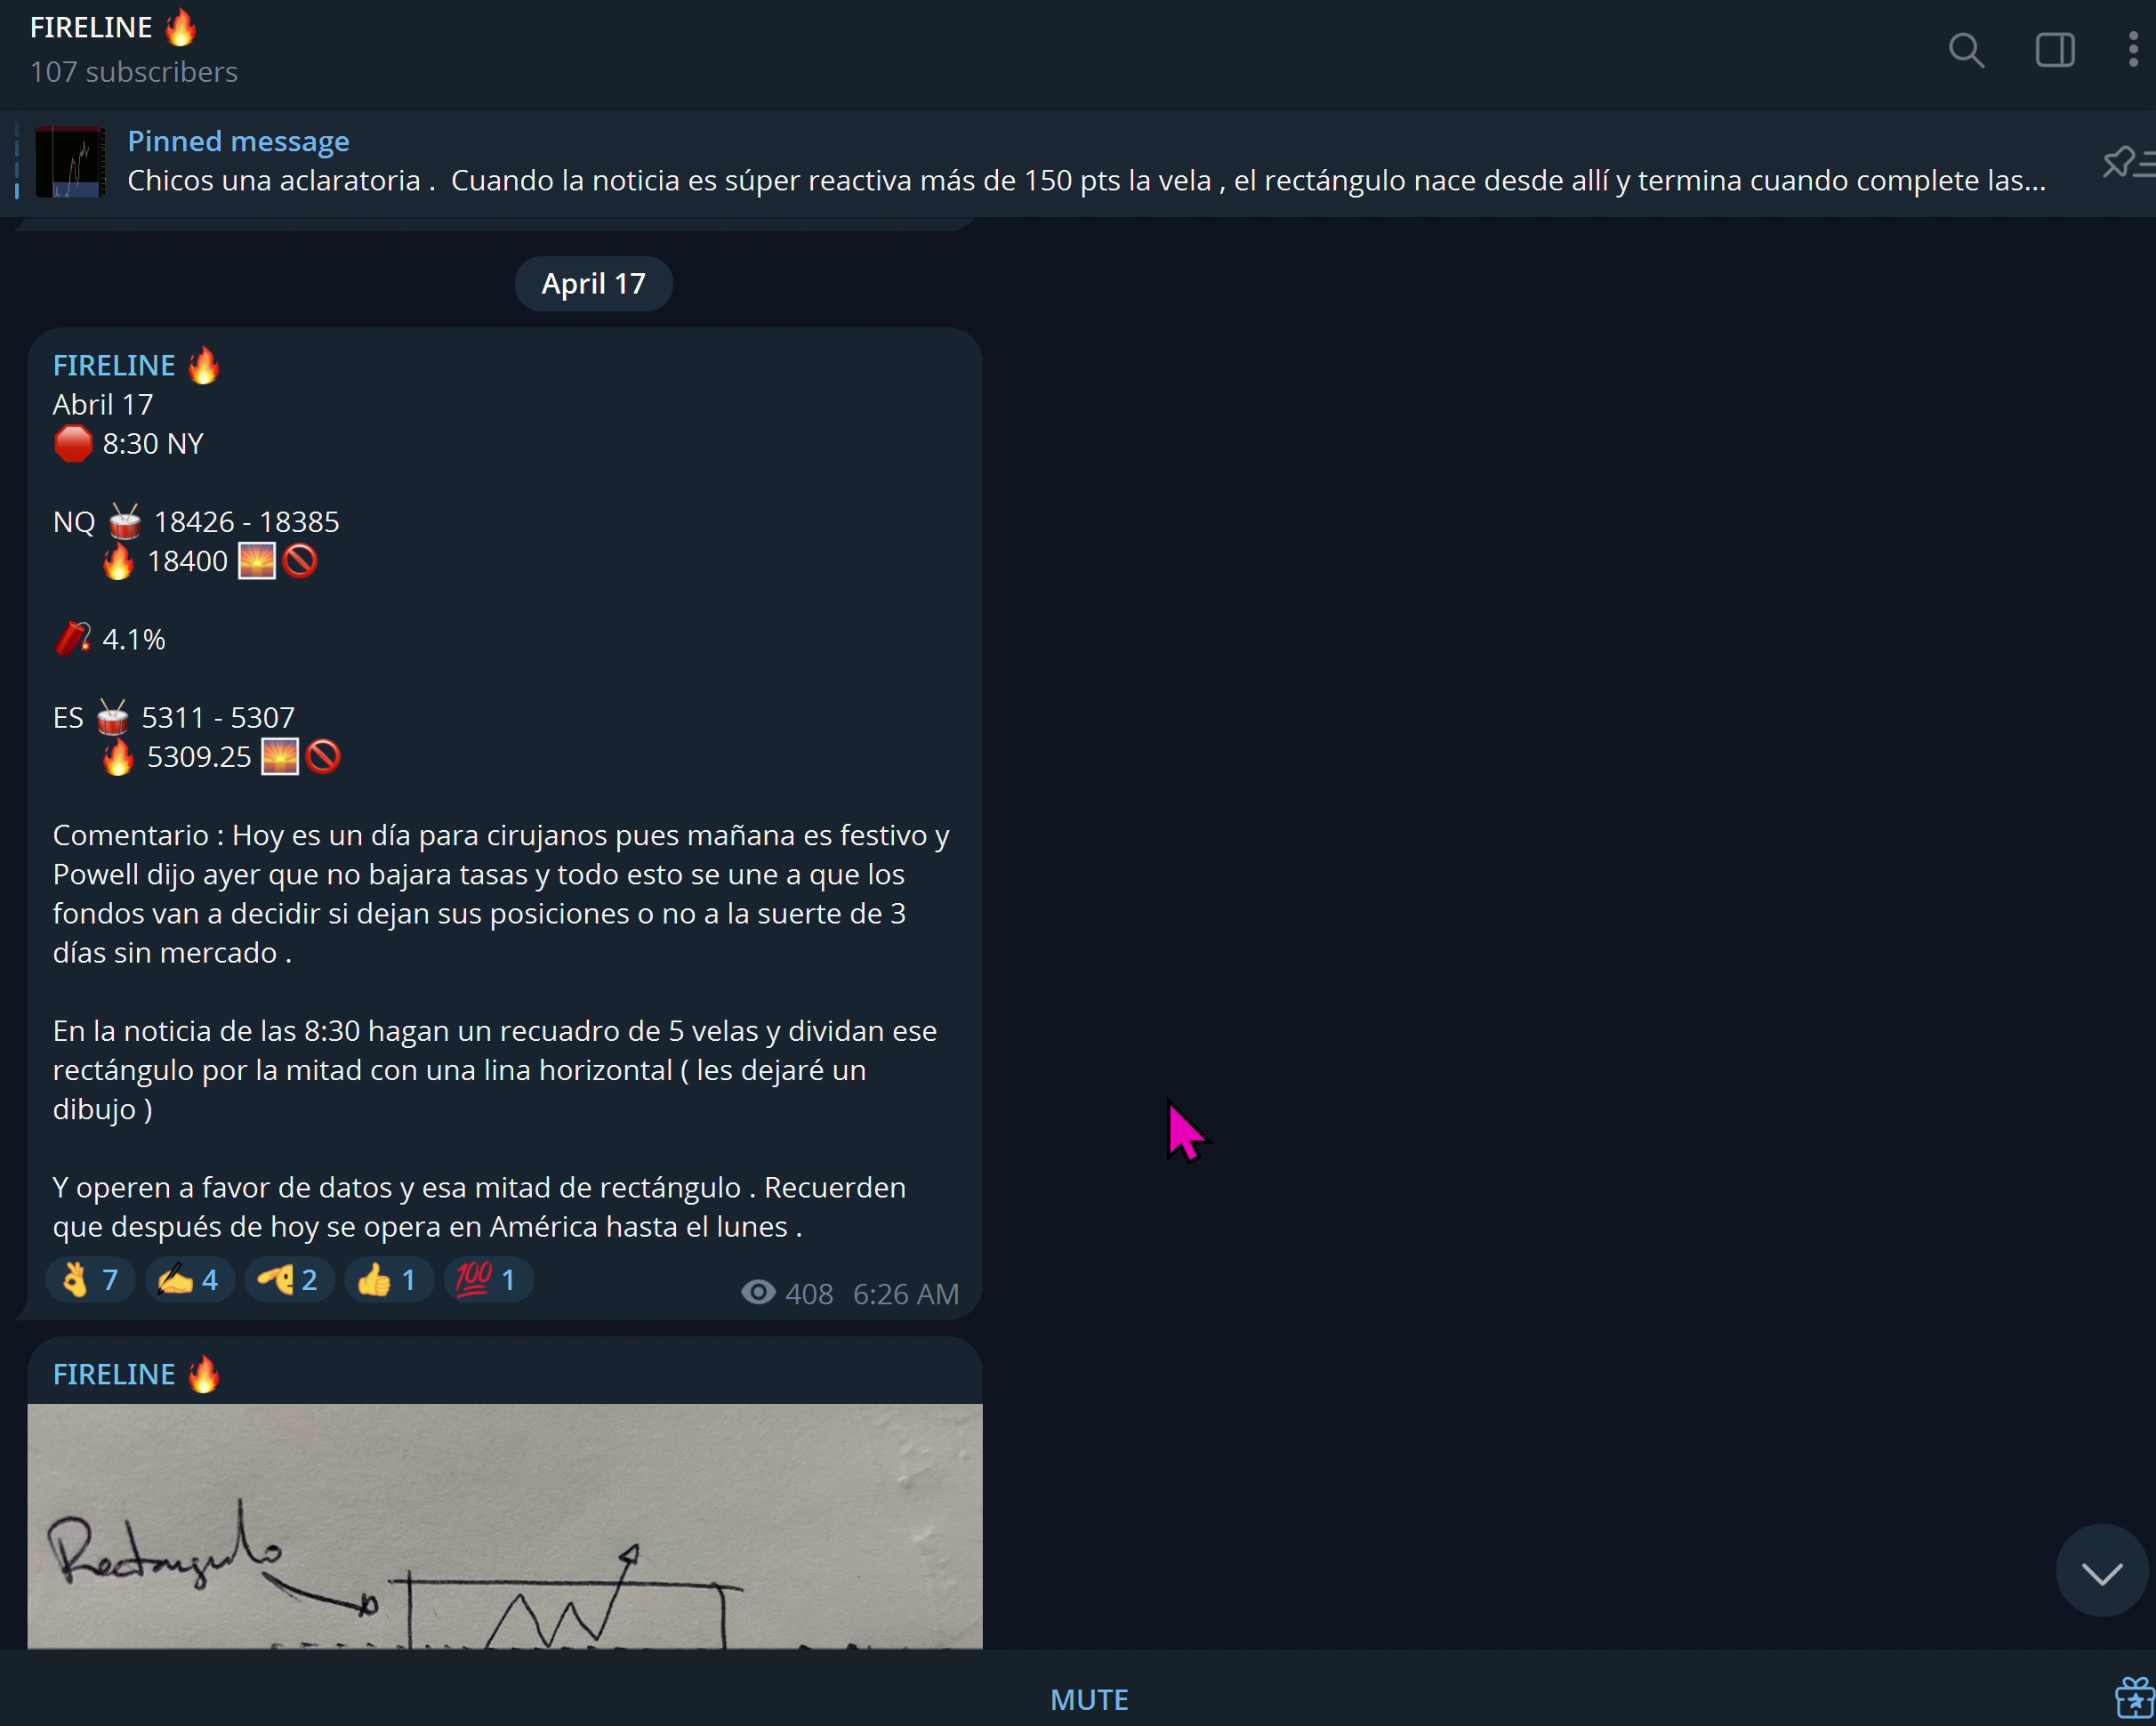 FIRELINE 🔥
107 subscribers
Pinned message
Chicos una aclaratoria .  Cuando la noticia es súper reactiva más de 150 pts la vela , el rectángulo nace desde allí y termina cuando complete las...
April 17
FIRELINE 🔥
Abril 17
🛑 8:30 NY
NQ 🥁 18426 - 18385
🔥 18400 🌅🚫
🧨 4.1%
ES 🥁 5311 - 5307
🔥 5309.25 🌅🚫
Comentario : Hoy es un día para cirujanos pues mañana es festivo y
Powell dijo ayer que no bajara tasas y todo esto se une a que los
fondos van a decidir si dejan sus posiciones o no a la suerte de 3
días sin mercado .
En la noticia de las 8:30 hagan un recuadro de 5 velas y dividan ese
rectángulo por la mitad con una lina horizontal ( les dejaré un
dibujo )
Y operen a favor de datos y esa mitad de rectángulo . Recuerden
que después de hoy se opera en América hasta el lunes .
👌 7 ✍️ 4 🫡 2 👍 1 💯 1 408 6:26 AM
FIRELINE 🔥
Rectangulo
MUTE